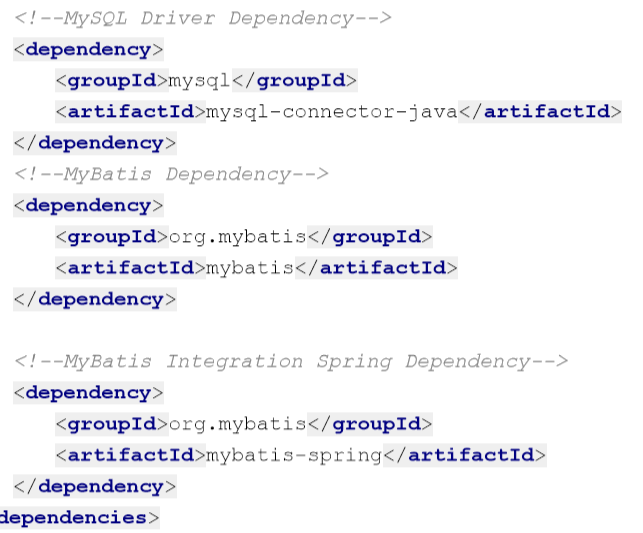 <!--MySQL Driver Dependency-->
<dependency>
<groupId>mysql</groupId>
<artifactId>mysql-connector-java</artifactId>
</dependency>
<!--MyBatis Dependency-->
<dependency>
<groupId>org.mybatis</groupId>
<artifactId>mybatis</artifactId>
</dependency>
<!--MyBatis Integration Spring Dependency-->
<dependency>
<groupId>org.mybatis</groupId>
<artifactId>mybatis-spring</artifactId>
</dependency>
dependencies>